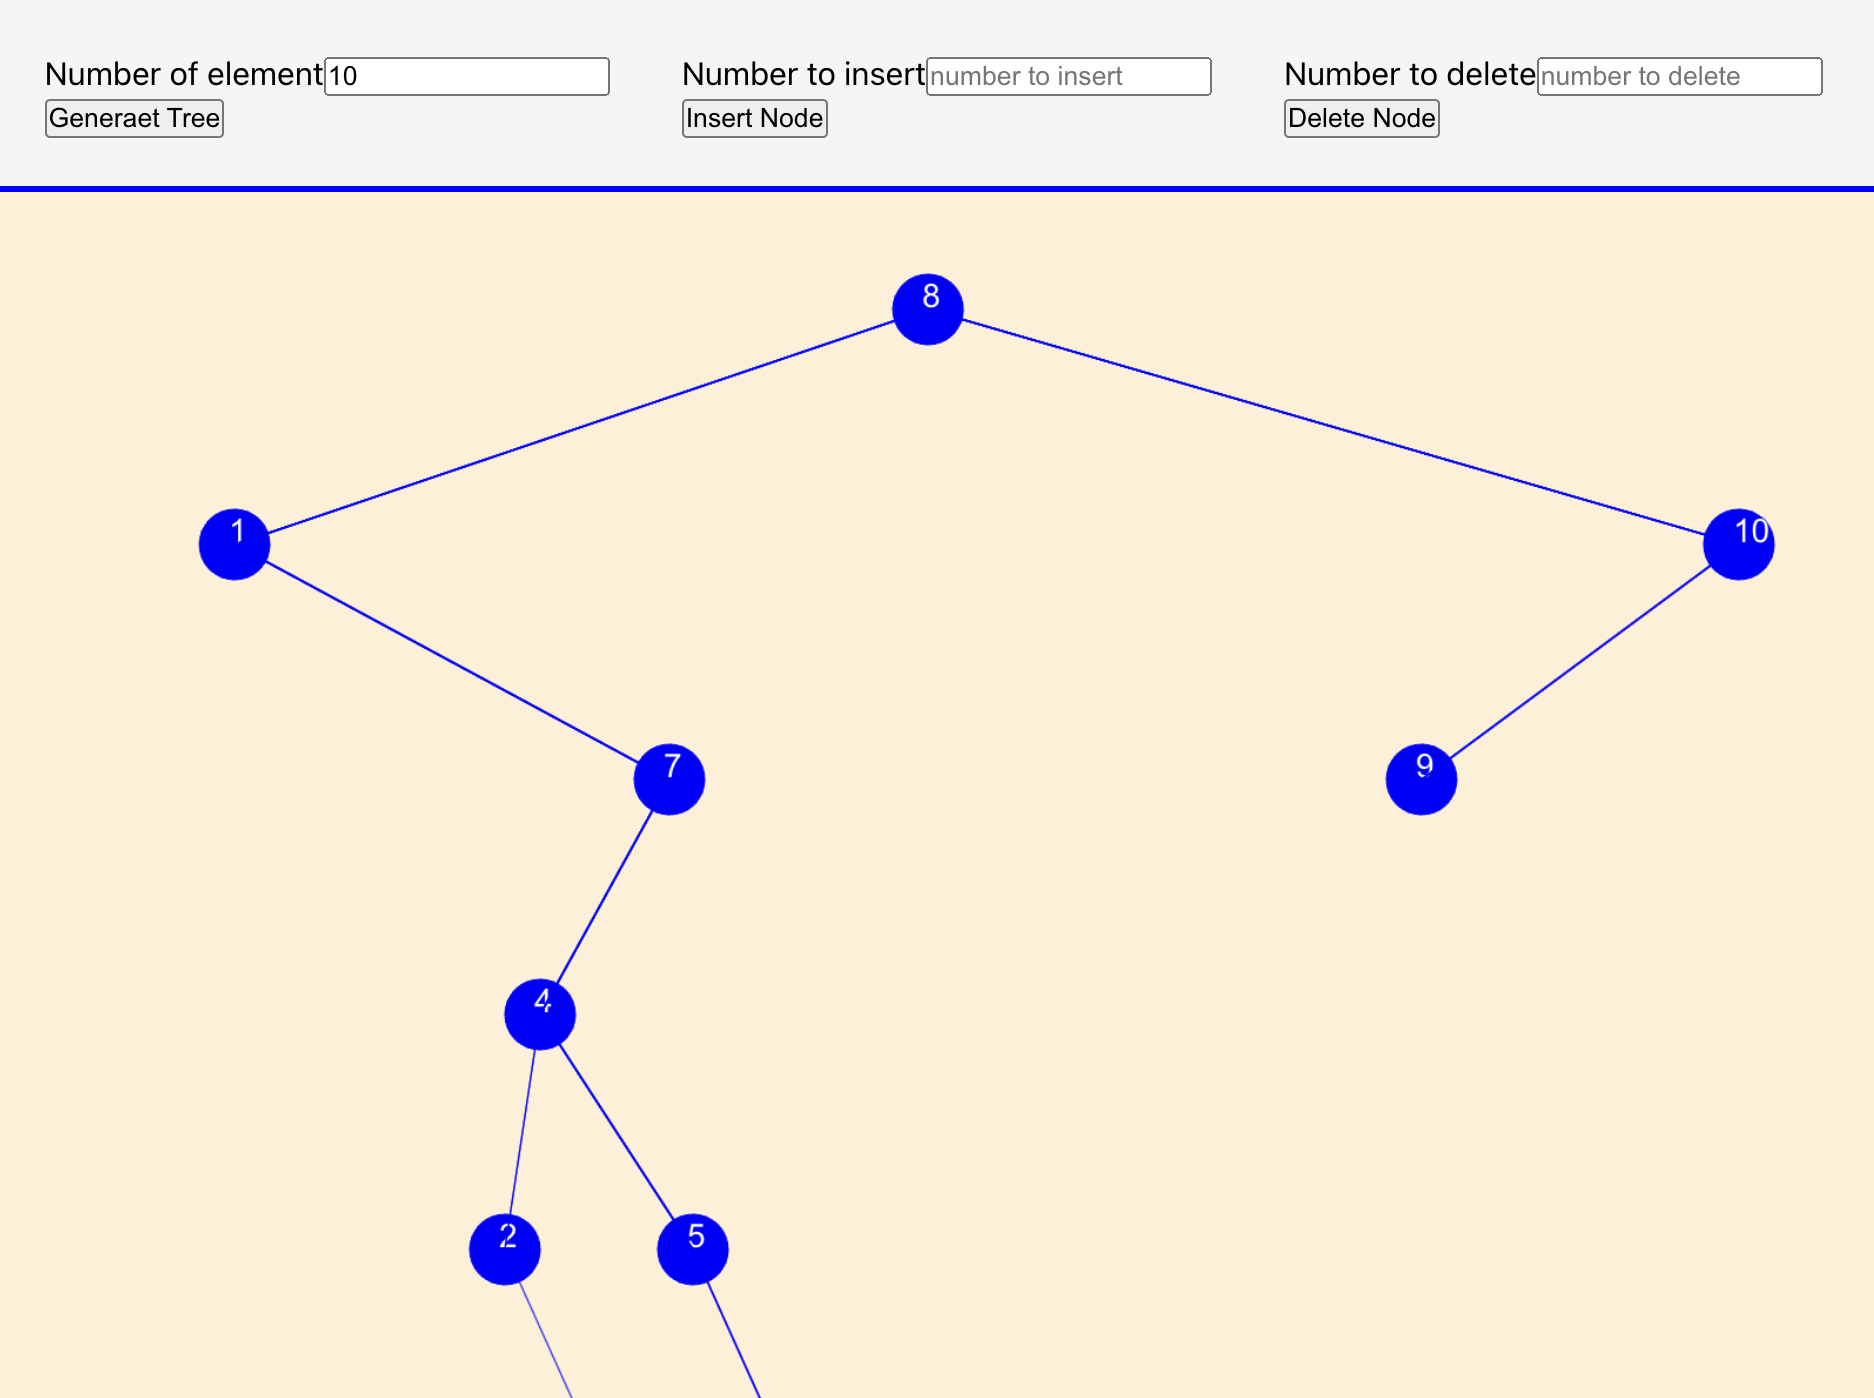 Number of element 10 Number to insert number to insert Number to delete number to delete
Generaet Tree Insert Node Delete Node
8
1 10
7 9
4
2 5